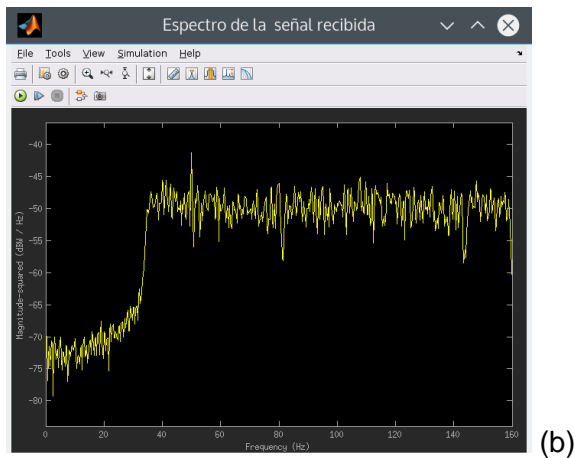 Espectro de la señal recibida
File Tools View Simulation Help
-40
-45
-50
-55
-60
-65
-70
-75
-80
Magnitude-squared (dBW / Hz)
0 20 40 60 80 100 120 140 160
Frequency (Hz)
(b)